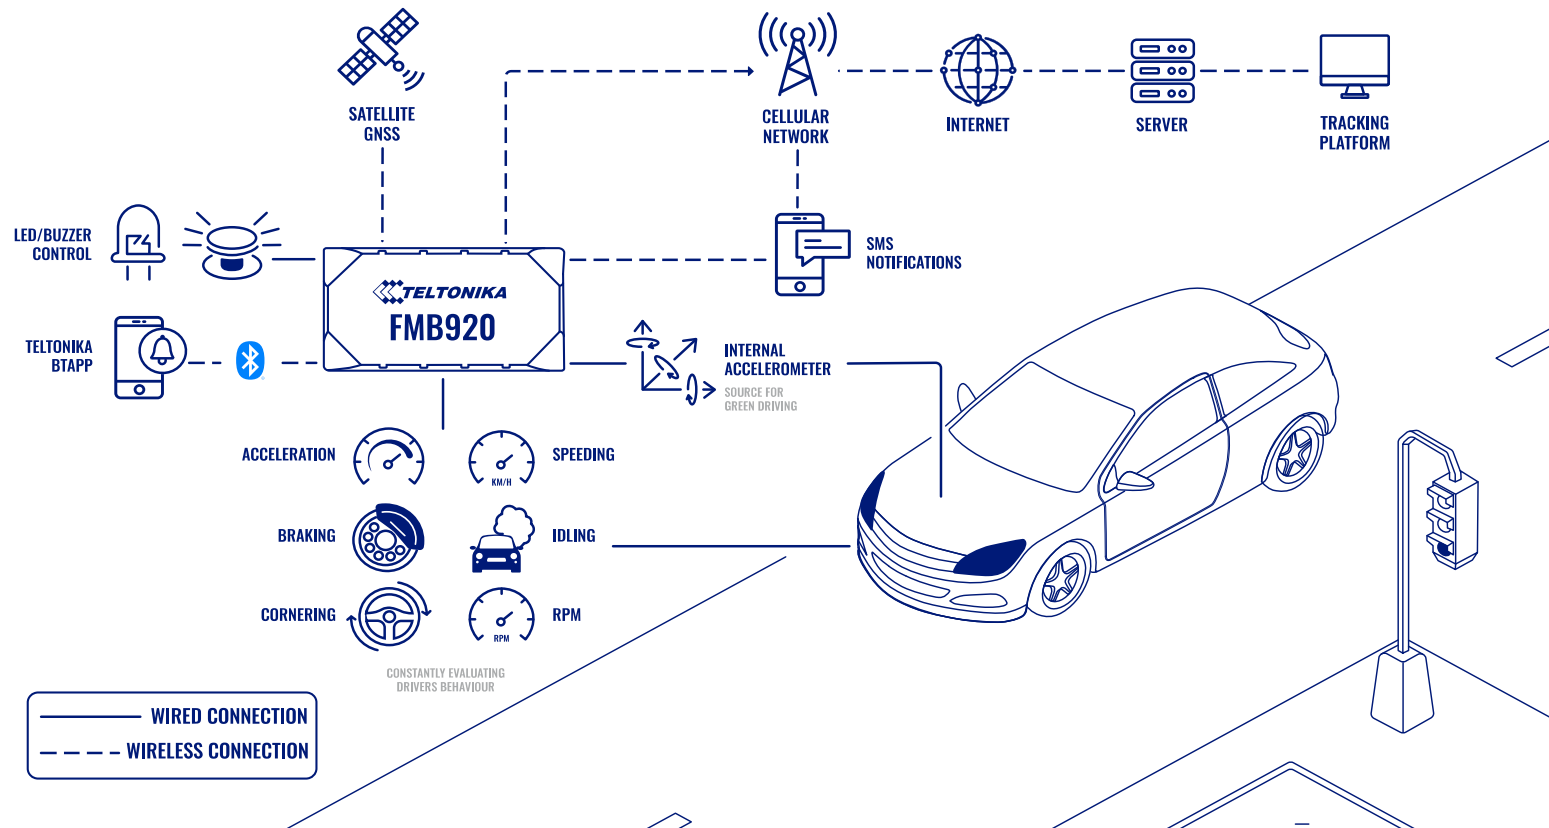 SATELLITE
GNSS
CELLULAR
NETWORK
INTERNET
SERVER
TRACKING
PLATFORM
LED/BUZZER
CONTROL
SMS
NOTIFICATIONS
TELTONIKA
FMB920
TELTONIKA
BTAPP
INTERNAL
ACCELEROMETER
SOURCE FOR
GREEN DRIVING
ACCELERATION
KM/H
SPEEDING
BRAKING
IDLING
CORNERING
RPM
RPM
CONSTANTLY EVALUATING
DRIVERS BEHAVIOUR
WIRED CONNECTION
WIRELESS CONNECTION